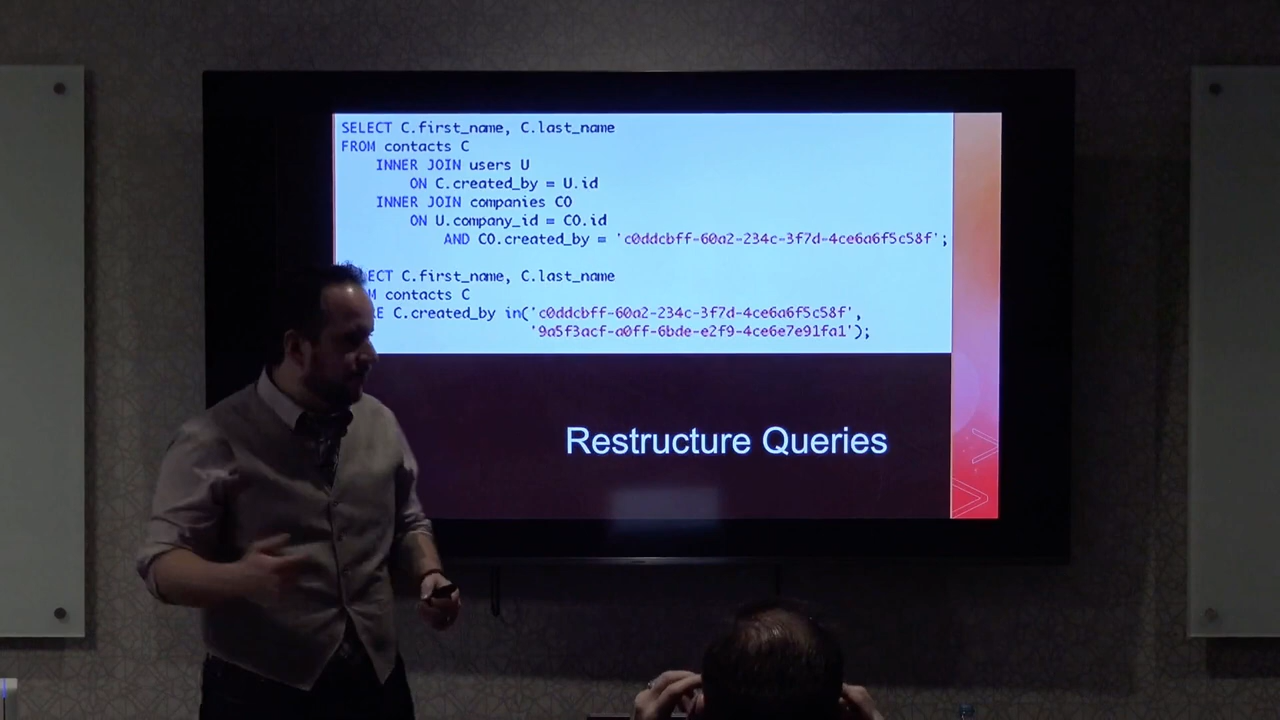 SELECT C.first_name, C.last_name
FROM contacts C
INNER JOIN users U
ON C.created_by = U.id
INNER JOIN companies CO
ON U.company_id = CO.id
AND CO.created_by = 'c0ddcbff-60a2-234c-3f7d-4ce6a6f5c58f';
ECT C.first_name, C.last_name
M contacts C
RE C.created_by in('c0ddcbff-60a2-234c-3f7d-4ce6a6f5c58f',
'9a5f3acf-a0ff-6bde-e2f9-4ce6e7e91fa1');
Restructure Queries